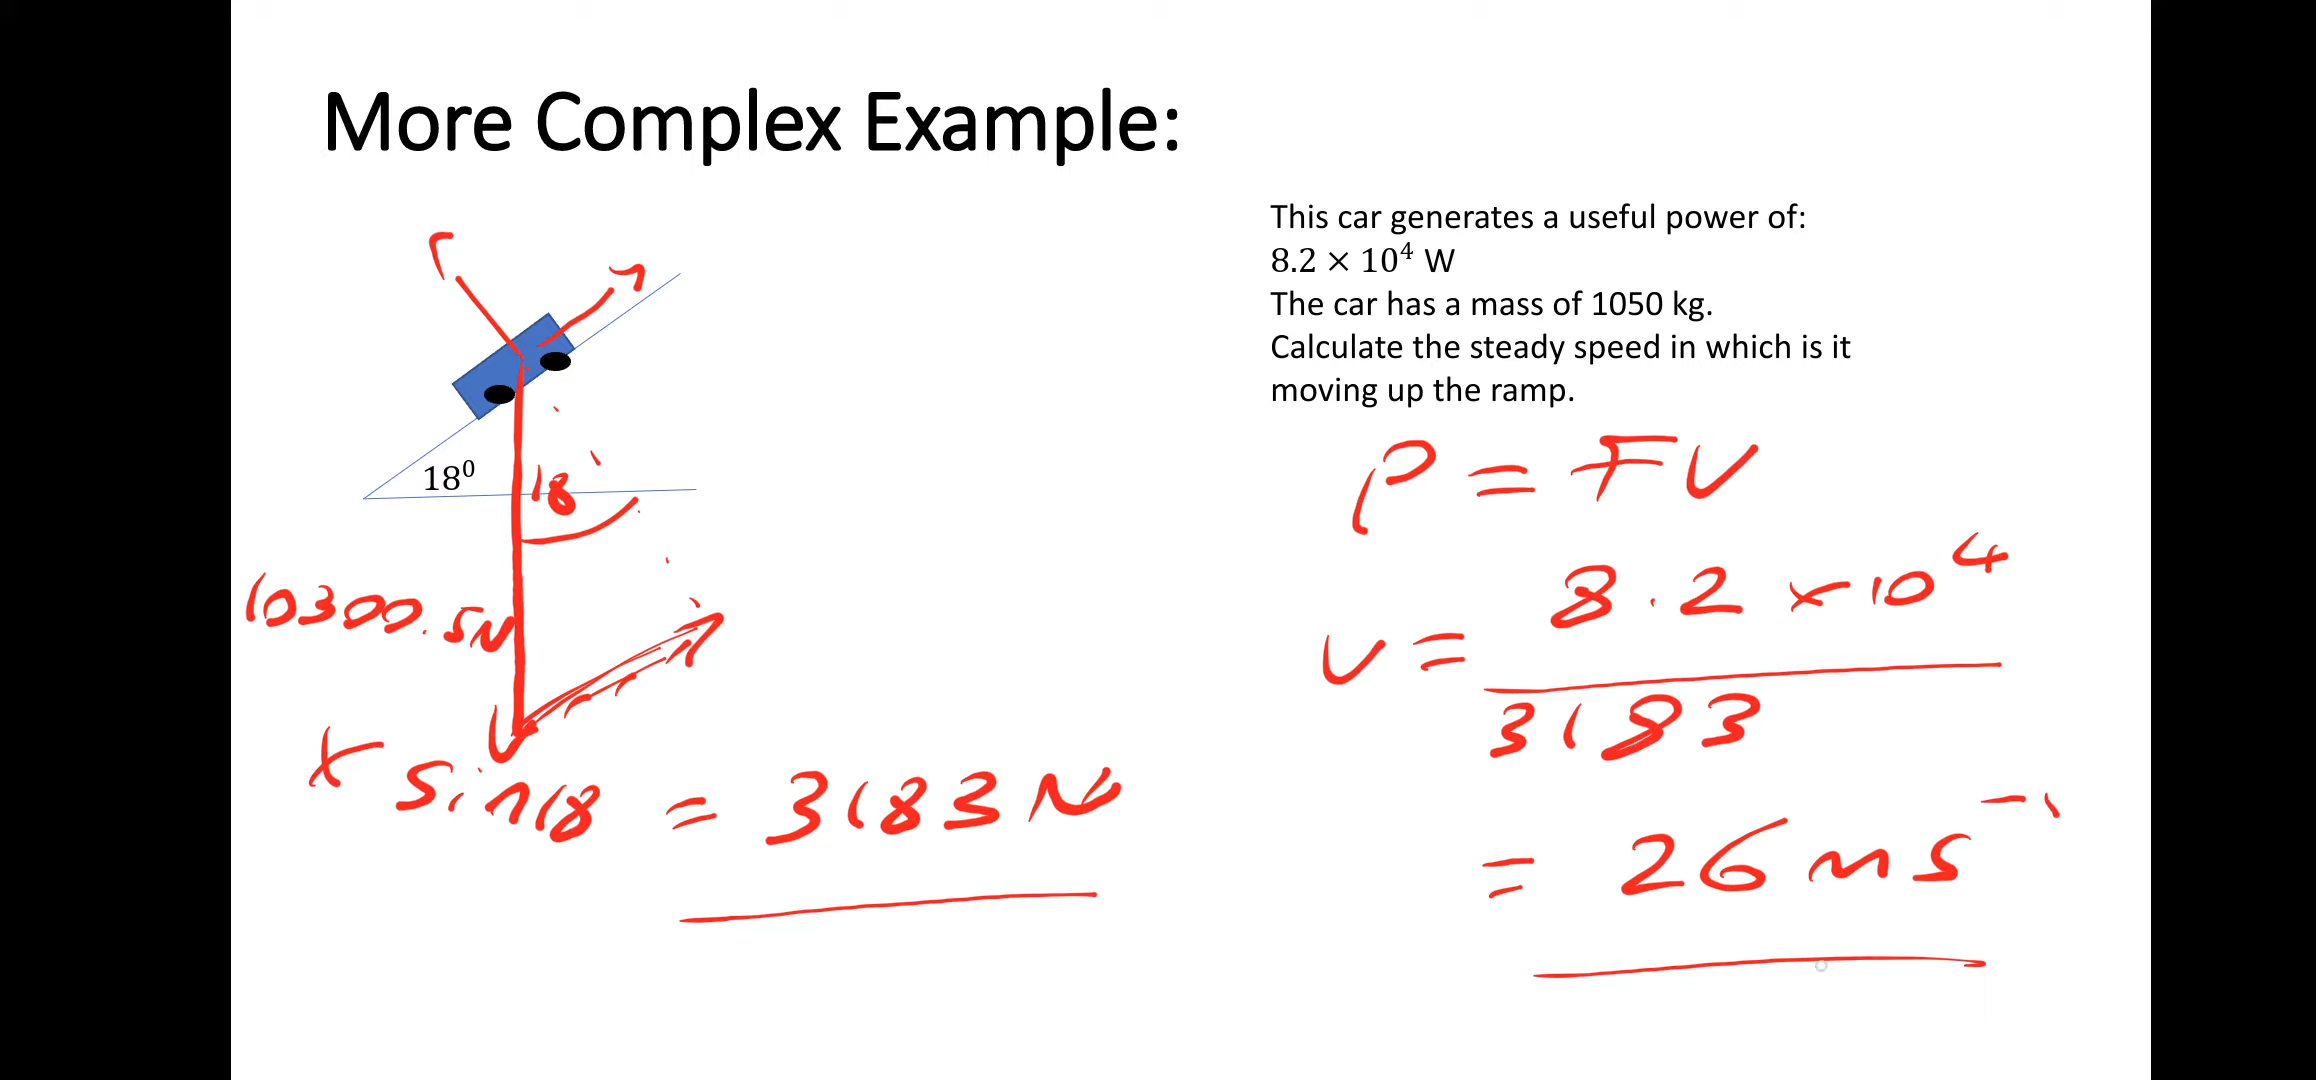 More Complex Example:
This car generates a useful power of:
8.2 × 10⁴ W
The car has a mass of 1050 kg.
Calculate the steady speed in which is it
moving up the ramp.
18⁰
18
10300.5N
× sin18 = 3183 N
P = FV
v = 8.2 × 10⁴
3183
= 26 ms⁻¹